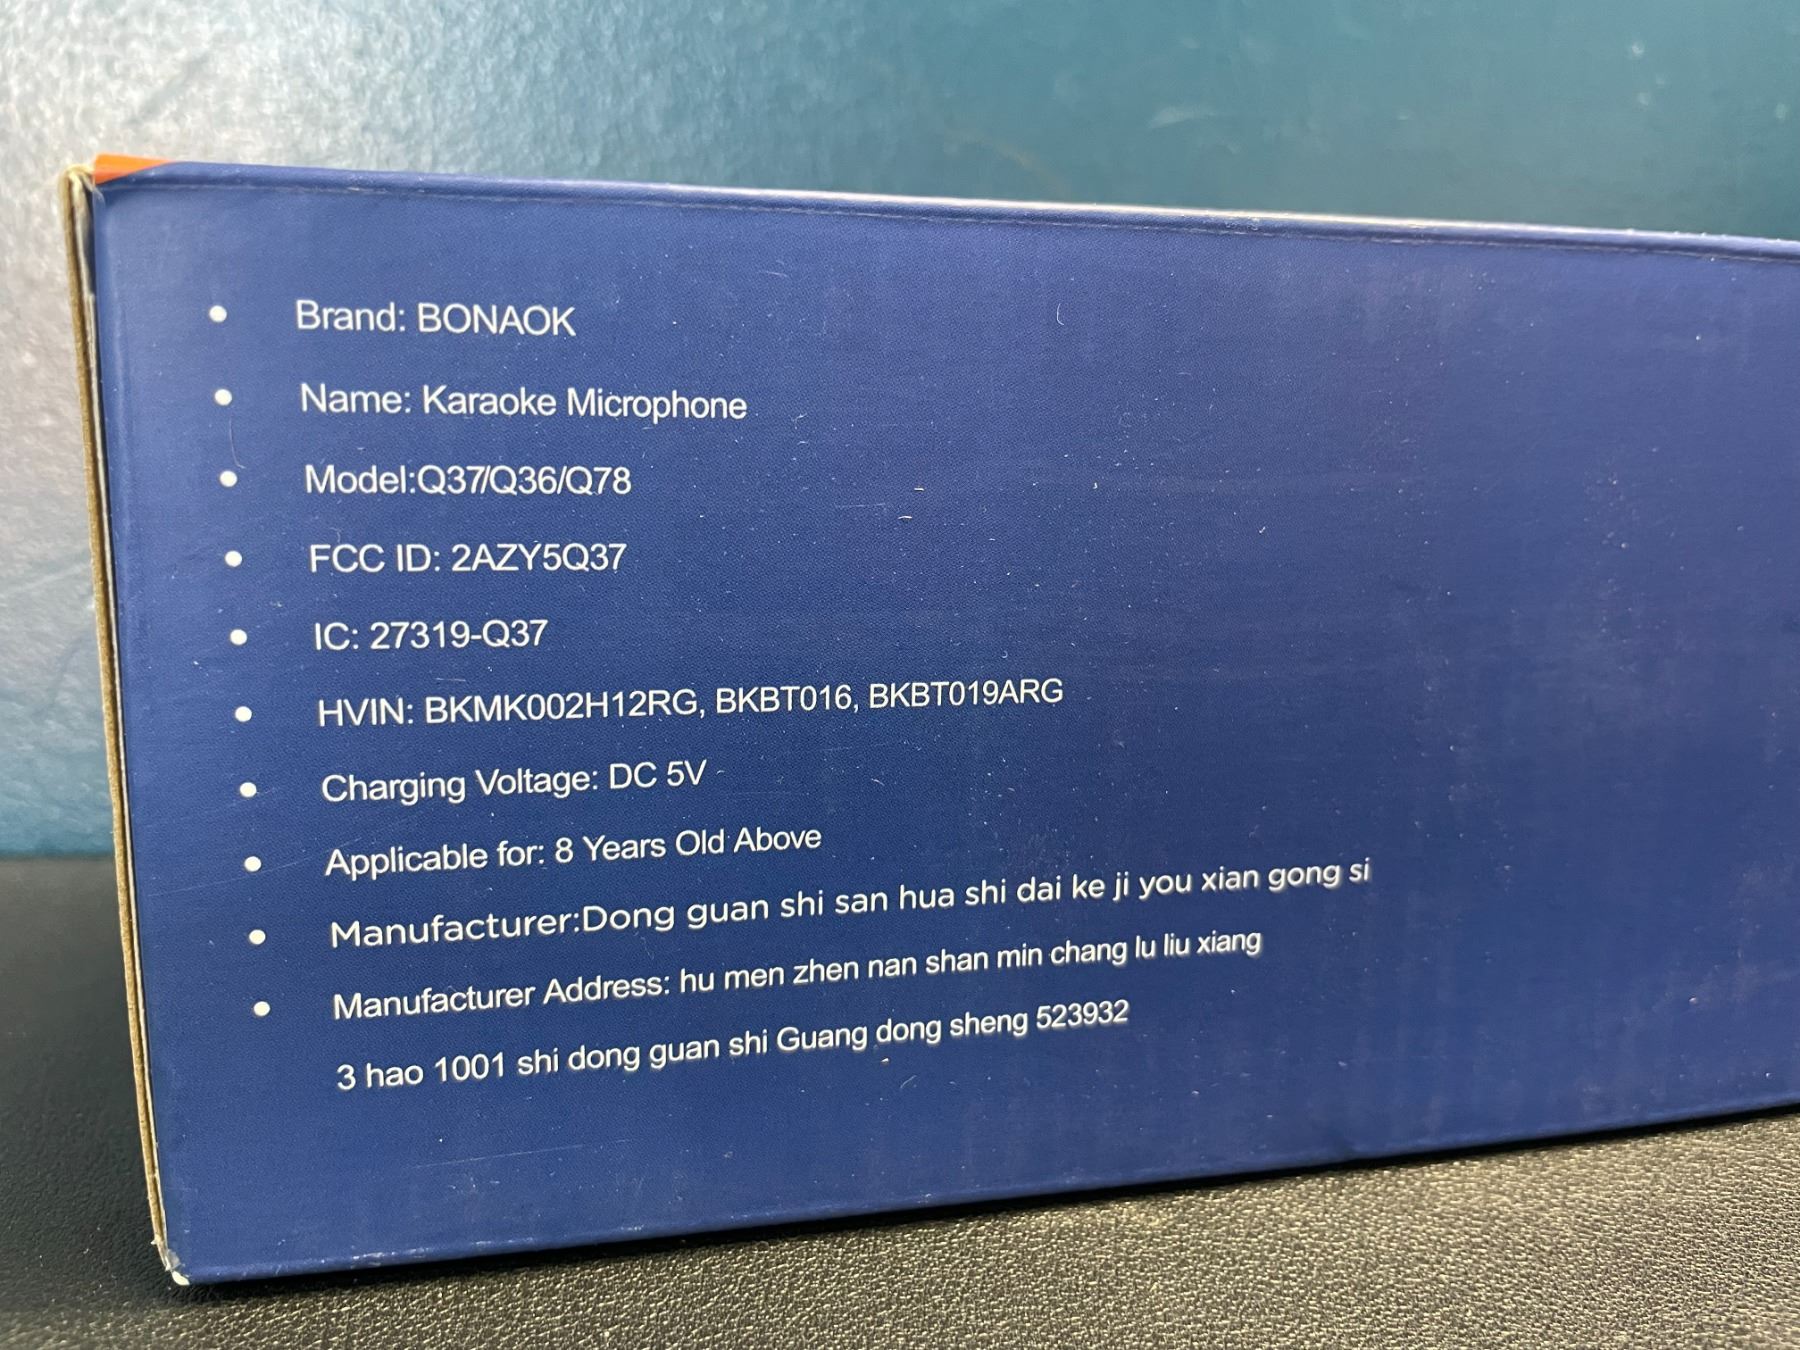 • Brand: BONAOK
• Name: Karaoke Microphone
• Model:Q37/Q36/Q78
• FCC ID: 2AZY5Q37
• IC: 27319-Q37
• HVIN: BKMK002H12RG, BKBT016, BKBT019ARG
• Charging Voltage: DC 5V
• Applicable for: 8 Years Old Above
• Manufacturer:Dong guan shi san hua shi dai ke ji you xian gong si
• Manufacturer Address: hu men zhen nan shan min chang lu liu xiang
3 hao 1001 shi dong guan shi Guang dong sheng 523932